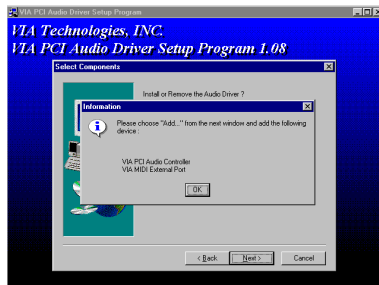 VIA PCI Audio Driver Setup Program
VIA Technologies, INC.
VIA PCI Audio Driver Setup Program 1.08
Select Components
Install or Remove the Audio Driver ?
Information
Please choose "Add..." from the next window and add the following
device :
VIA PCI Audio Controller
VIA MIDI External Port
OK
< Back
Next >
Cancel